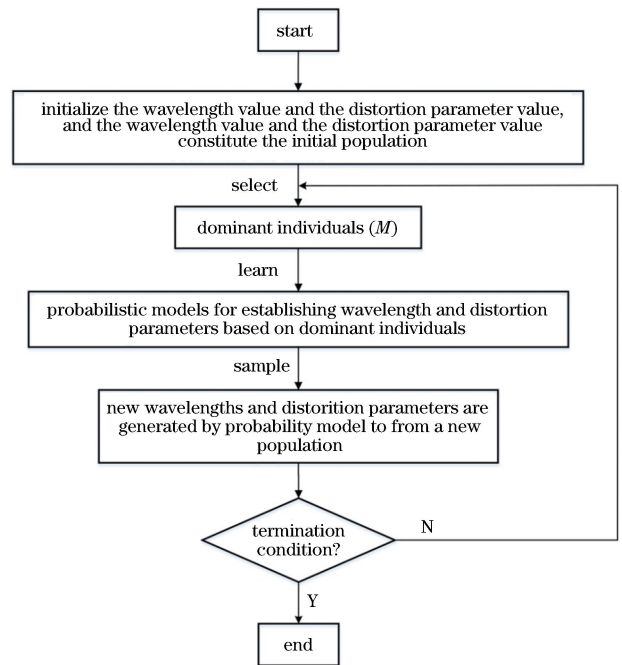 start
initialize the wavelength value and the distortion parameter value,
and the wavelength value and the distortion parameter value
constitute the initial population
select
dominant individuals (M)
learn
probabilistic models for establishing wavelength and distortion
parameters based on dominant individuals
sample
new wavelengths and distorition parameters are
generated by probability model to from a new
population
termination
condition?
N
Y
end